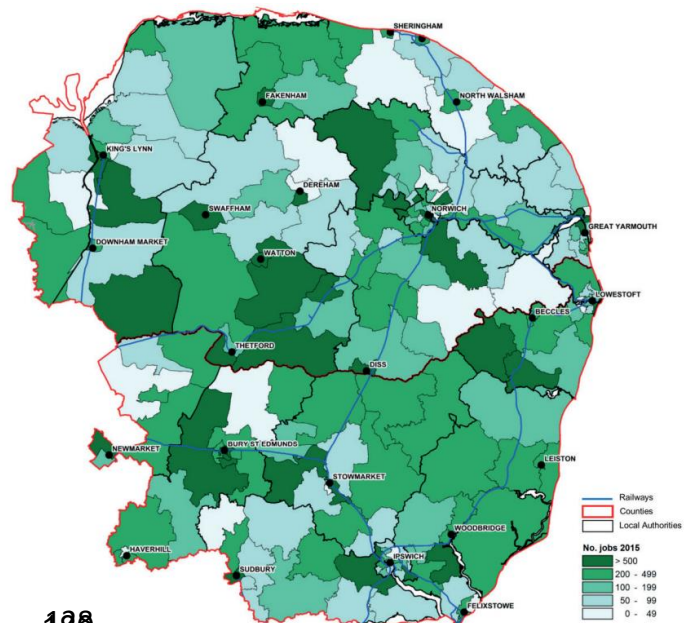 SHERINGHAM
FAKENHAM
NORTH WALSHAM
KING'S LYNN
DEREHAM
SWAFFHAM
NORWICH
GREAT YARMOUTH
DOWNHAM MARKET
WATTON
LOWESTOFT
BECCLES
THETFORD
DISS
NEWMARKET
BURY ST EDMUNDS
LEISTON
STOWMARKET
WOODBRIDGE
HAVERHILL
IPSWICH
SUDBURY
FELIXSTOWE
Railways
Counties
Local Authorities
No. jobs 2015
> 500
200 - 499
100 - 199
50 - 99
0 - 49